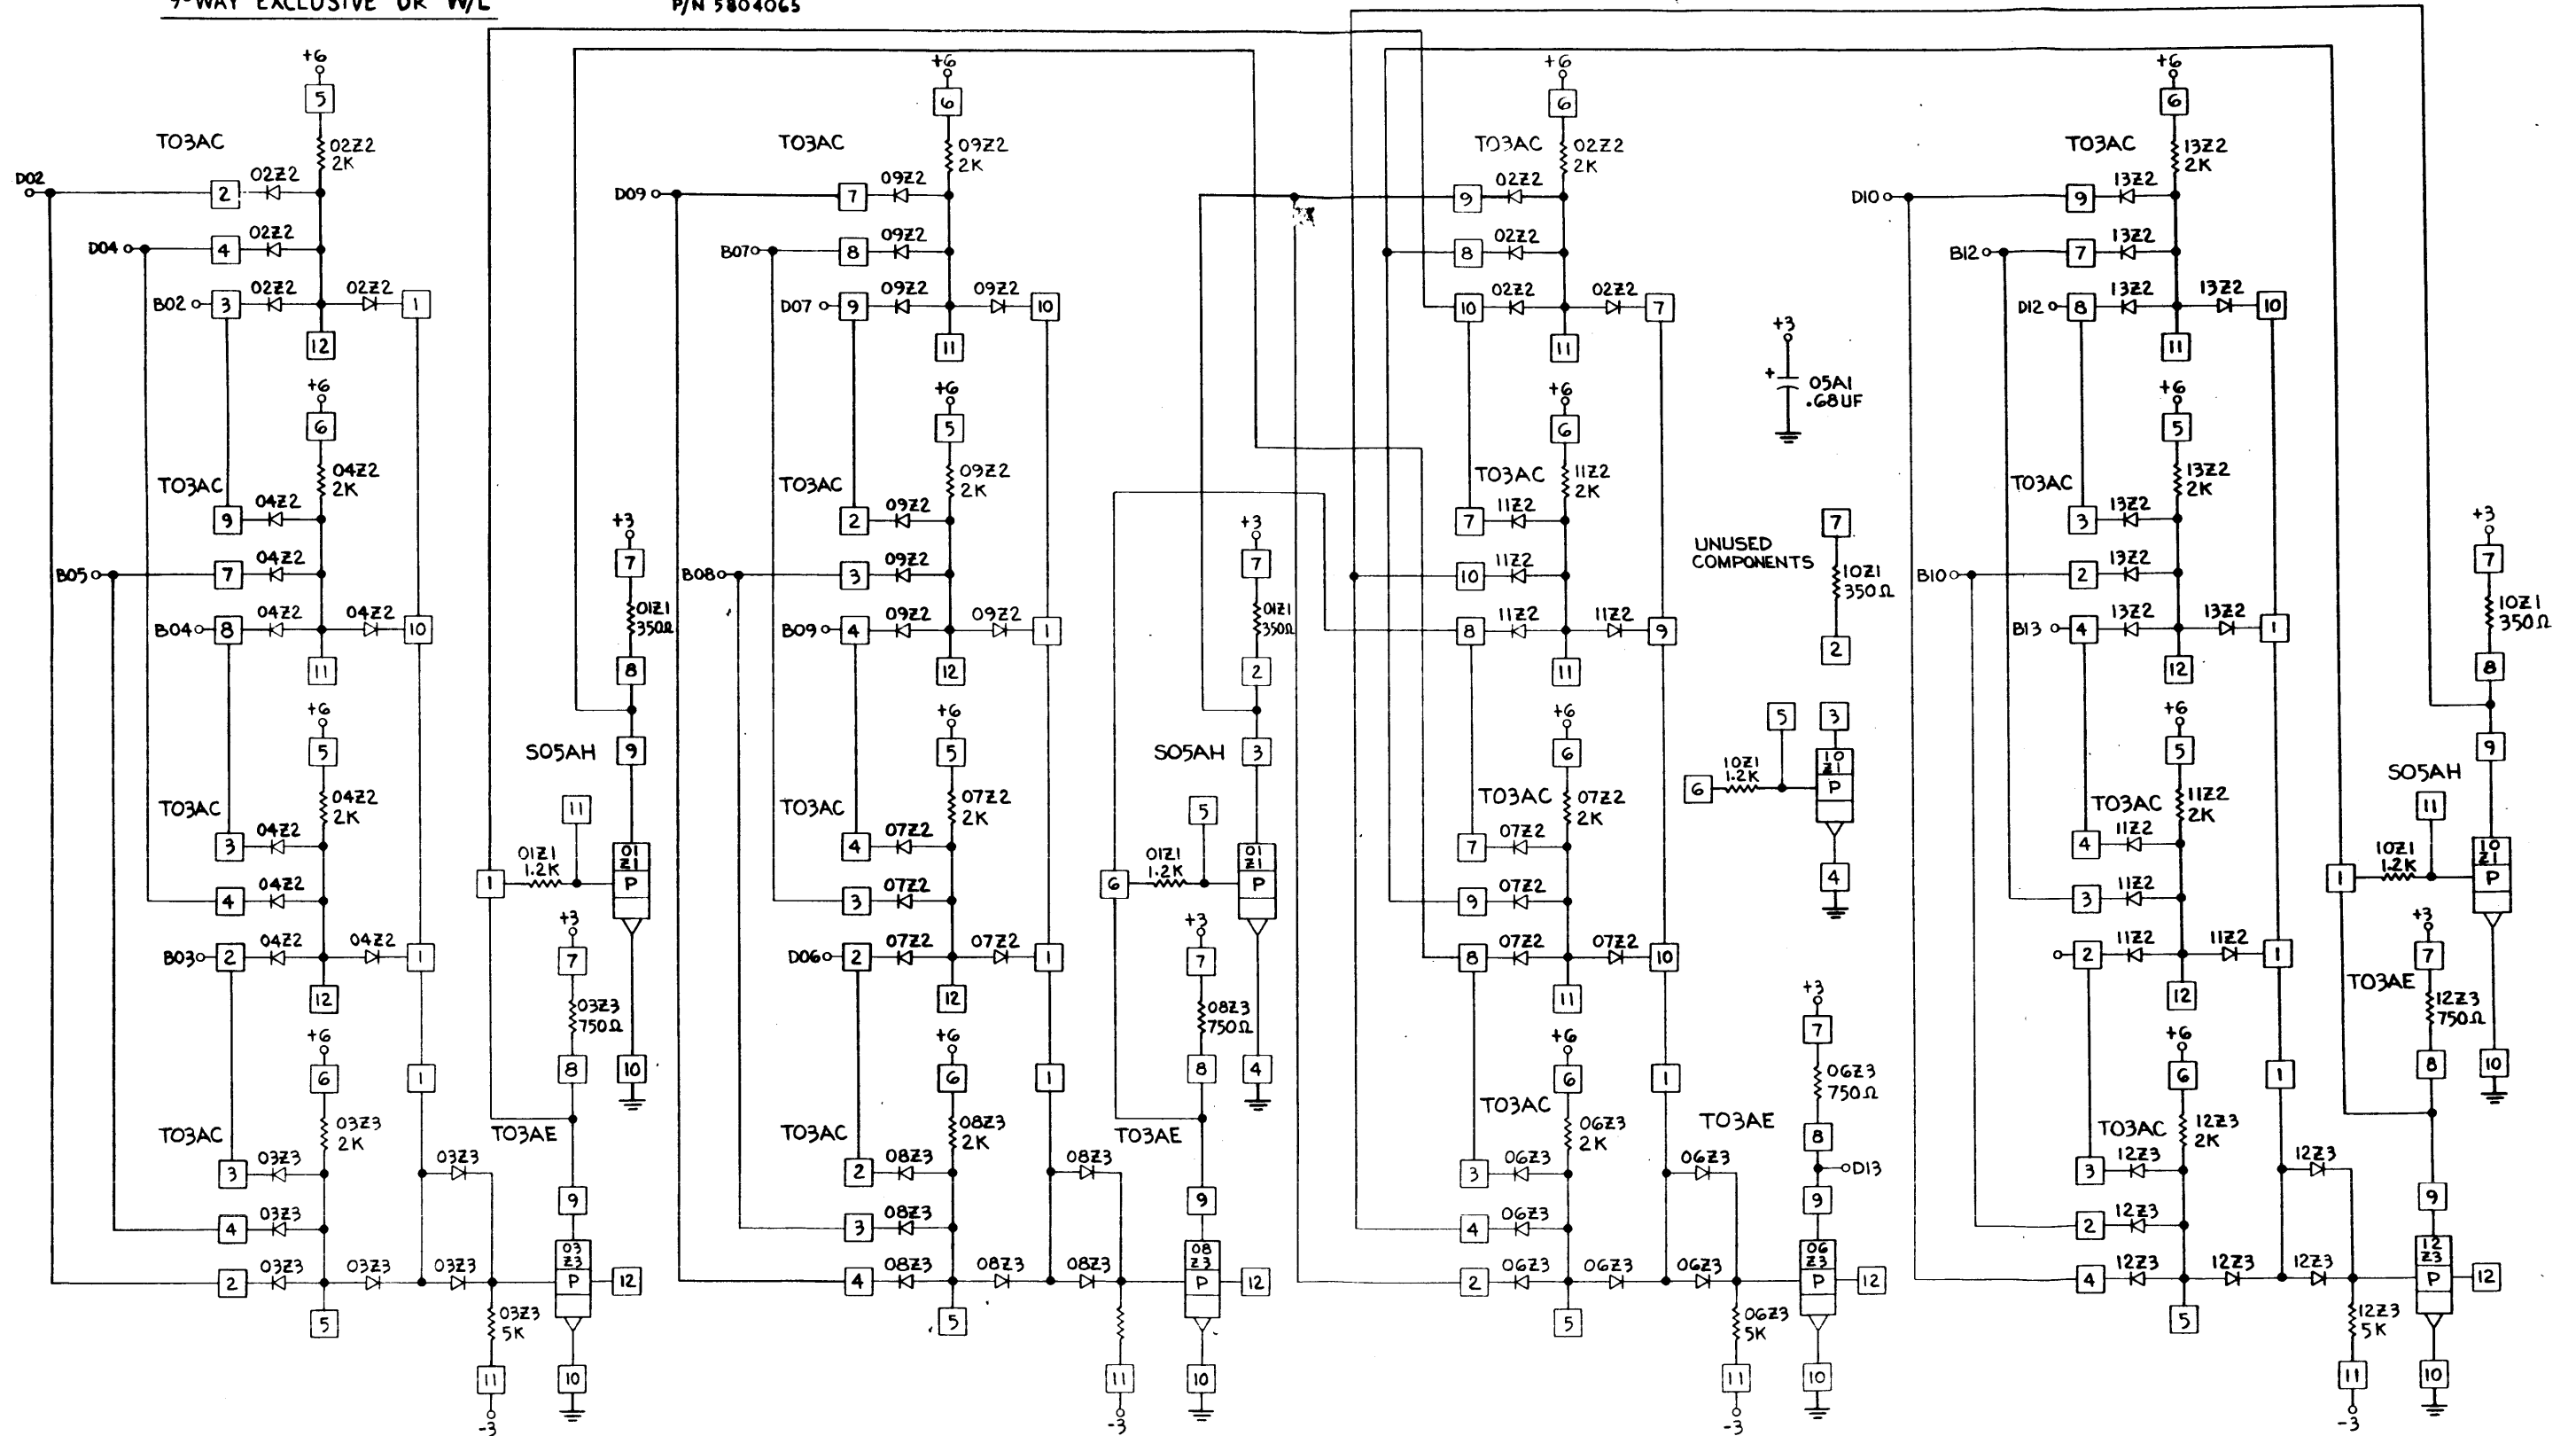 9-WAY EXCLUSIVE OR W/L
P/N 5804065
+6
5
TO3AC
02Z2
2K
D02
2
02Z2
D04
4
02Z2
B02
3
02Z2
02Z2
1
12
+6
6
TO3AC
04Z2
2K
9
04Z2
B05
7
04Z2
B04
8
04Z2
04Z2
10
11
+6
5
TO3AC
04Z2
2K
3
04Z2
4
04Z2
B03
2
04Z2
04Z2
1
12
+6
6
1
TO3AC
03Z3
2K
3
03Z3
03Z3
4
03Z3
2
03Z3
03Z3
03Z3
5
03Z3
5K
11
-3
+3
7
01Z1
350Ω
8
SO5AH
9
11
1
01Z1
1.2K
01
Z1
P
10
+3
7
03Z3
750Ω
8
TO3AE
9
03
Z3
P
12
10
+6
6
TO3AC
09Z2
2K
D09
7
09Z2
B07
8
09Z2
D07
9
09Z2
09Z2
10
11
+6
5
TO3AC
09Z2
2K
2
09Z2
B08
3
09Z2
B09
4
09Z2
09Z2
1
12
+6
5
TO3AC
07Z2
2K
4
07Z2
3
07Z2
D06
2
07Z2
07Z2
1
12
+6
6
1
TO3AC
08Z3
2K
2
08Z3
08Z3
3
08Z3
4
08Z3
08Z3
08Z3
5
11
-3
+3
7
01Z1
350Ω
2
SO5AH
3
5
6
01Z1
1.2K
01
Z1
P
4
+3
7
08Z3
750Ω
8
TO3AE
9
08
Z3
P
12
10
+6
6
TO3AC
02Z2
2K
9
02Z2
8
02Z2
10
02Z2
02Z2
7
11
+6
6
TO3AC
11Z2
2K
7
11Z2
10
11Z2
8
11Z2
11Z2
9
11
+6
6
TO3AC
07Z2
2K
7
07Z2
9
07Z2
8
07Z2
07Z2
10
11
+6
6
1
TO3AC
06Z3
2K
3
06Z3
06Z3
4
06Z3
2
06Z3
06Z3
06Z3
5
06Z3
5K
11
-3
+3
+
05A1
.68UF
UNUSED
COMPONENTS
7
10Z1
350Ω
2
5
3
6
10Z1
1.2K
10
Z1
P
4
+3
7
06Z3
750Ω
8
TO3AE
D13
9
06
Z3
P
12
10
+6
6
TO3AC
13Z2
2K
D10
9
13Z2
B12
7
13Z2
D12
8
13Z2
13Z2
10
11
+6
5
TO3AC
13Z2
2K
3
13Z2
B10
2
13Z2
B13
4
13Z2
13Z2
1
12
+6
5
TO3AC
11Z2
2K
4
11Z2
3
11Z2
2
11Z2
11Z2
1
12
+6
6
1
TO3AC
12Z3
2K
3
12Z3
12Z3
2
12Z3
4
12Z3
12Z3
12Z3
5
12Z3
5K
11
-3
+3
7
10Z1
350Ω
8
9
SO5AH
11
1
10Z1
1.2K
10
Z1
P
10
+3
7
TO3AE
12Z3
750Ω
8
9
12
Z3
P
12
10